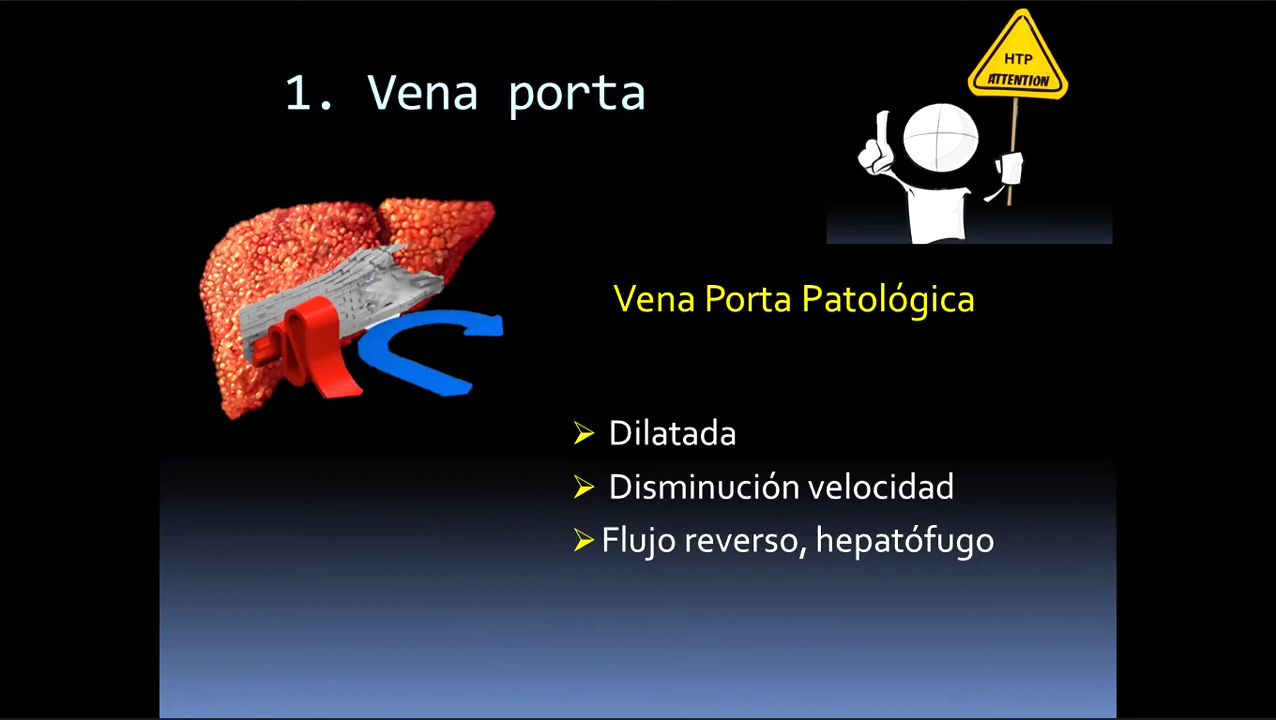 1. Vena porta
HTP
ATTENTION
Vena Porta Patológica
Dilatada
Disminución velocidad
Flujo reverso, hepatófugo